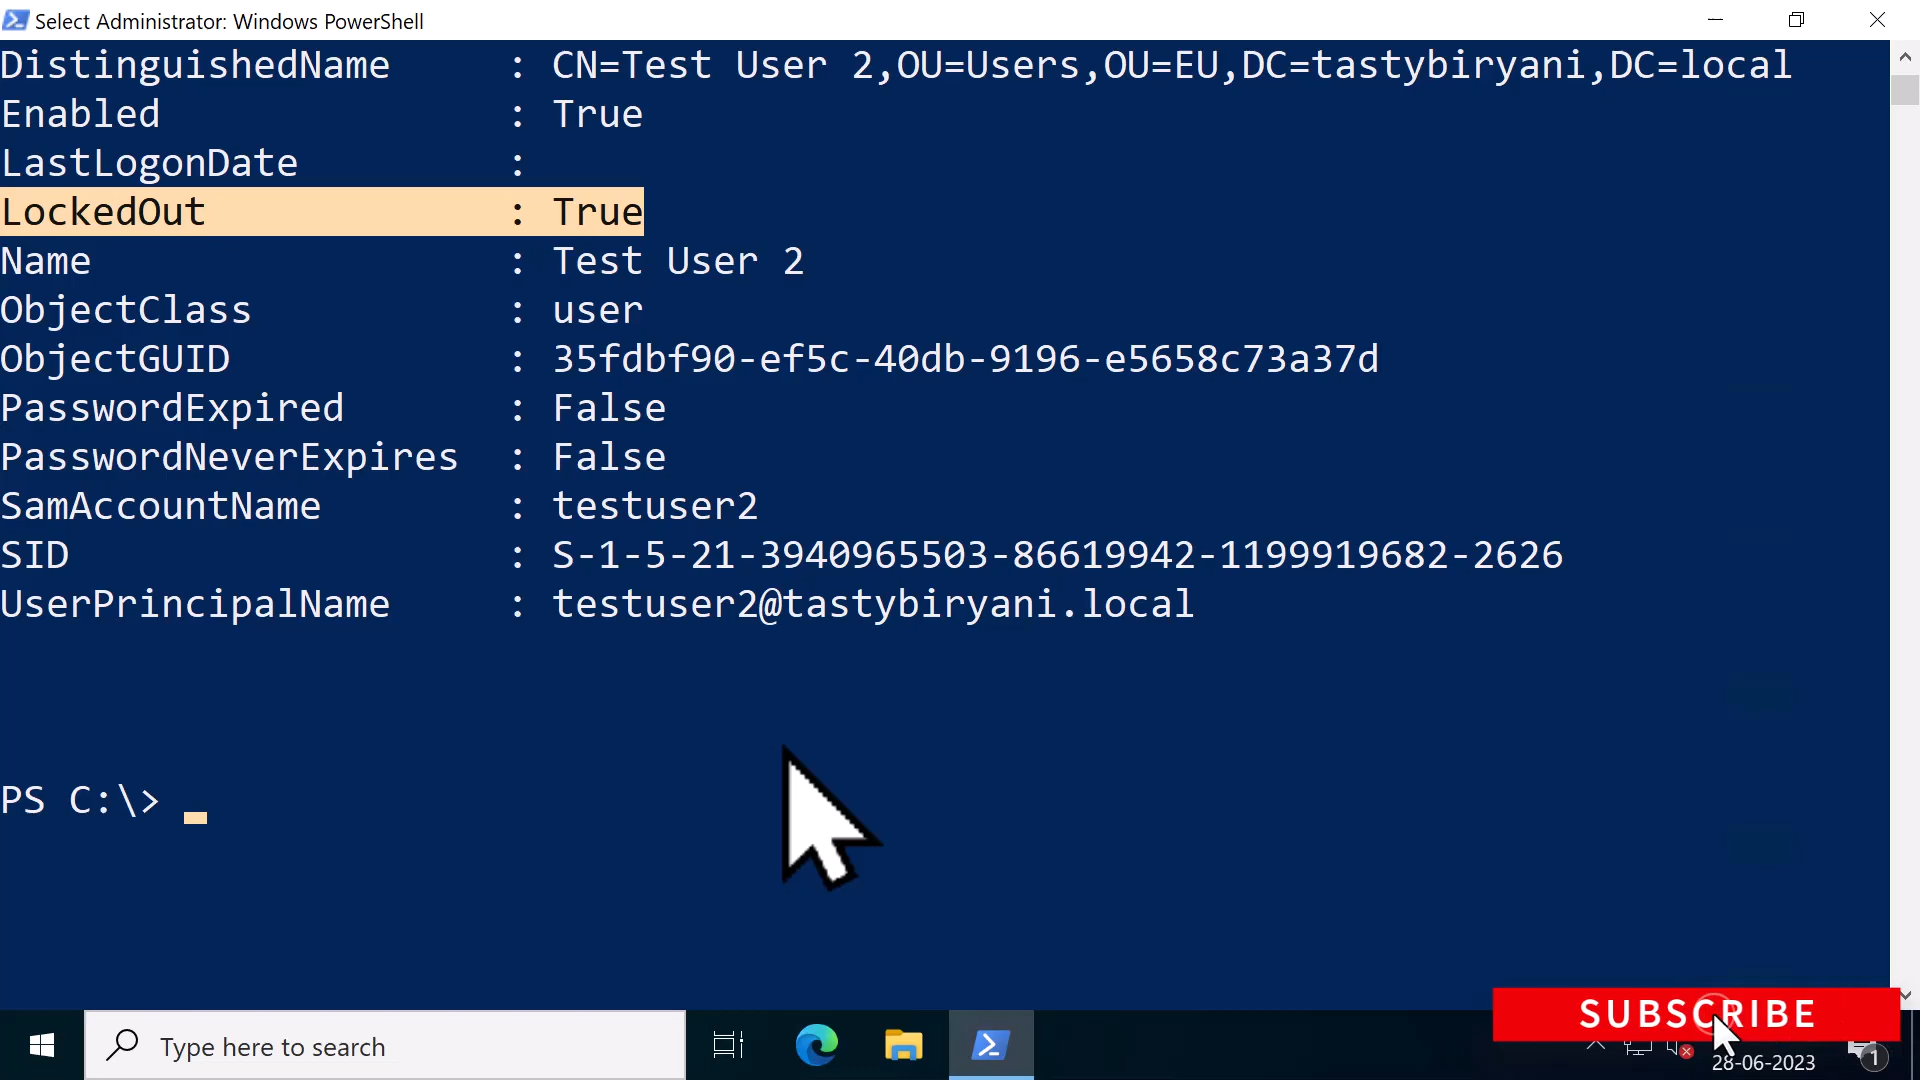 Select Administrator: Windows PowerShell
DistinguishedName : CN=Test User 2,OU=Users,OU=EU,DC=tastybiryani,DC=local
Enabled : True
LastLogonDate :
LockedOut : True
Name : Test User 2
ObjectClass : user
ObjectGUID : 35fdbf90-ef5c-40db-9196-e5658c73a37d
PasswordExpired : False
PasswordNeverExpires : False
SamAccountName : testuser2
SID : S-1-5-21-3940965503-86619942-1199919682-2626
UserPrincipalName : testuser2@tastybiryani.local
PS C:\>
SUBSCRIBE
Type here to search
28-06-2023
1